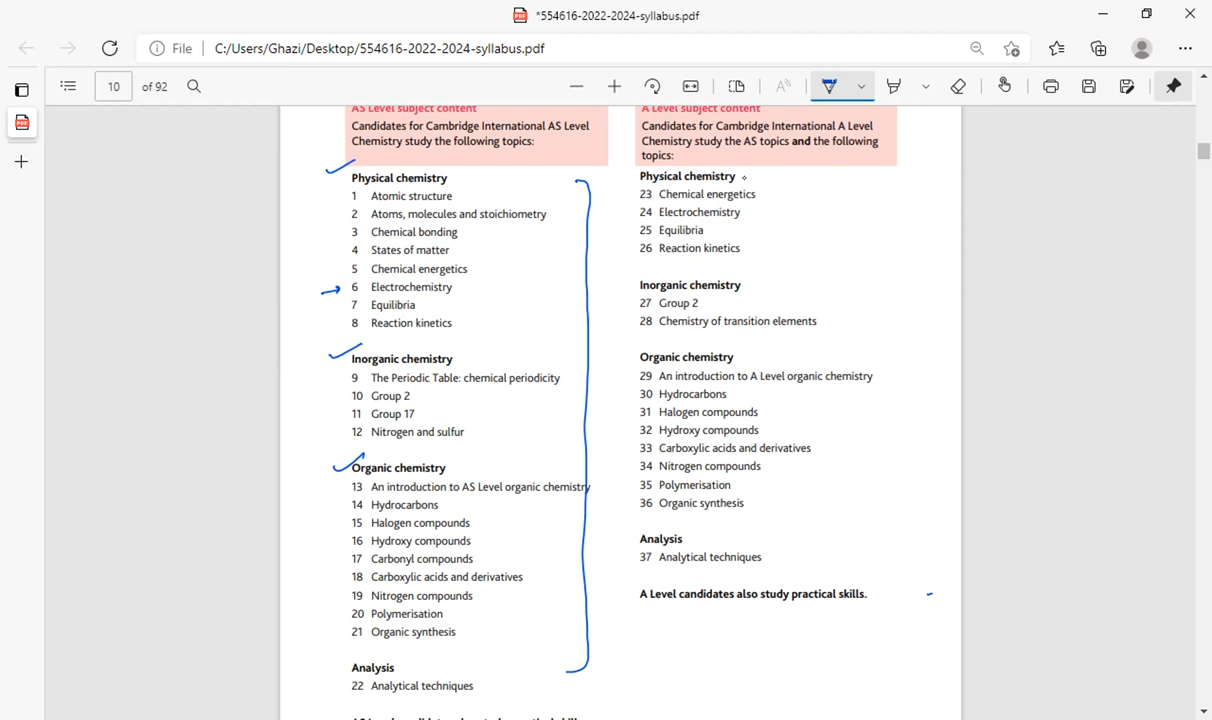 *554616-2022-2024-syllabus.pdf
File | C:/Users/Ghazi/Desktop/554616-2022-2024-syllabus.pdf
10 of 92
AS Level subject content
Candidates for Cambridge International AS Level
Chemistry study the following topics:
Physical chemistry
1 Atomic structure
2 Atoms, molecules and stoichiometry
3 Chemical bonding
4 States of matter
5 Chemical energetics
6 Electrochemistry
7 Equilibria
8 Reaction kinetics
Inorganic chemistry
9 The Periodic Table: chemical periodicity
10 Group 2
11 Group 17
12 Nitrogen and sulfur
Organic chemistry
13 An introduction to AS Level organic chemistry
14 Hydrocarbons
15 Halogen compounds
16 Hydroxy compounds
17 Carbonyl compounds
18 Carboxylic acids and derivatives
19 Nitrogen compounds
20 Polymerisation
21 Organic synthesis
Analysis
22 Analytical techniques
A Level subject content
Candidates for Cambridge International A Level
Chemistry study the AS topics and the following
topics:
Physical chemistry
23 Chemical energetics
24 Electrochemistry
25 Equilibria
26 Reaction kinetics
Inorganic chemistry
27 Group 2
28 Chemistry of transition elements
Organic chemistry
29 An introduction to A Level organic chemistry
30 Hydrocarbons
31 Halogen compounds
32 Hydroxy compounds
33 Carboxylic acids and derivatives
34 Nitrogen compounds
35 Polymerisation
36 Organic synthesis
Analysis
37 Analytical techniques
A Level candidates also study practical skills.